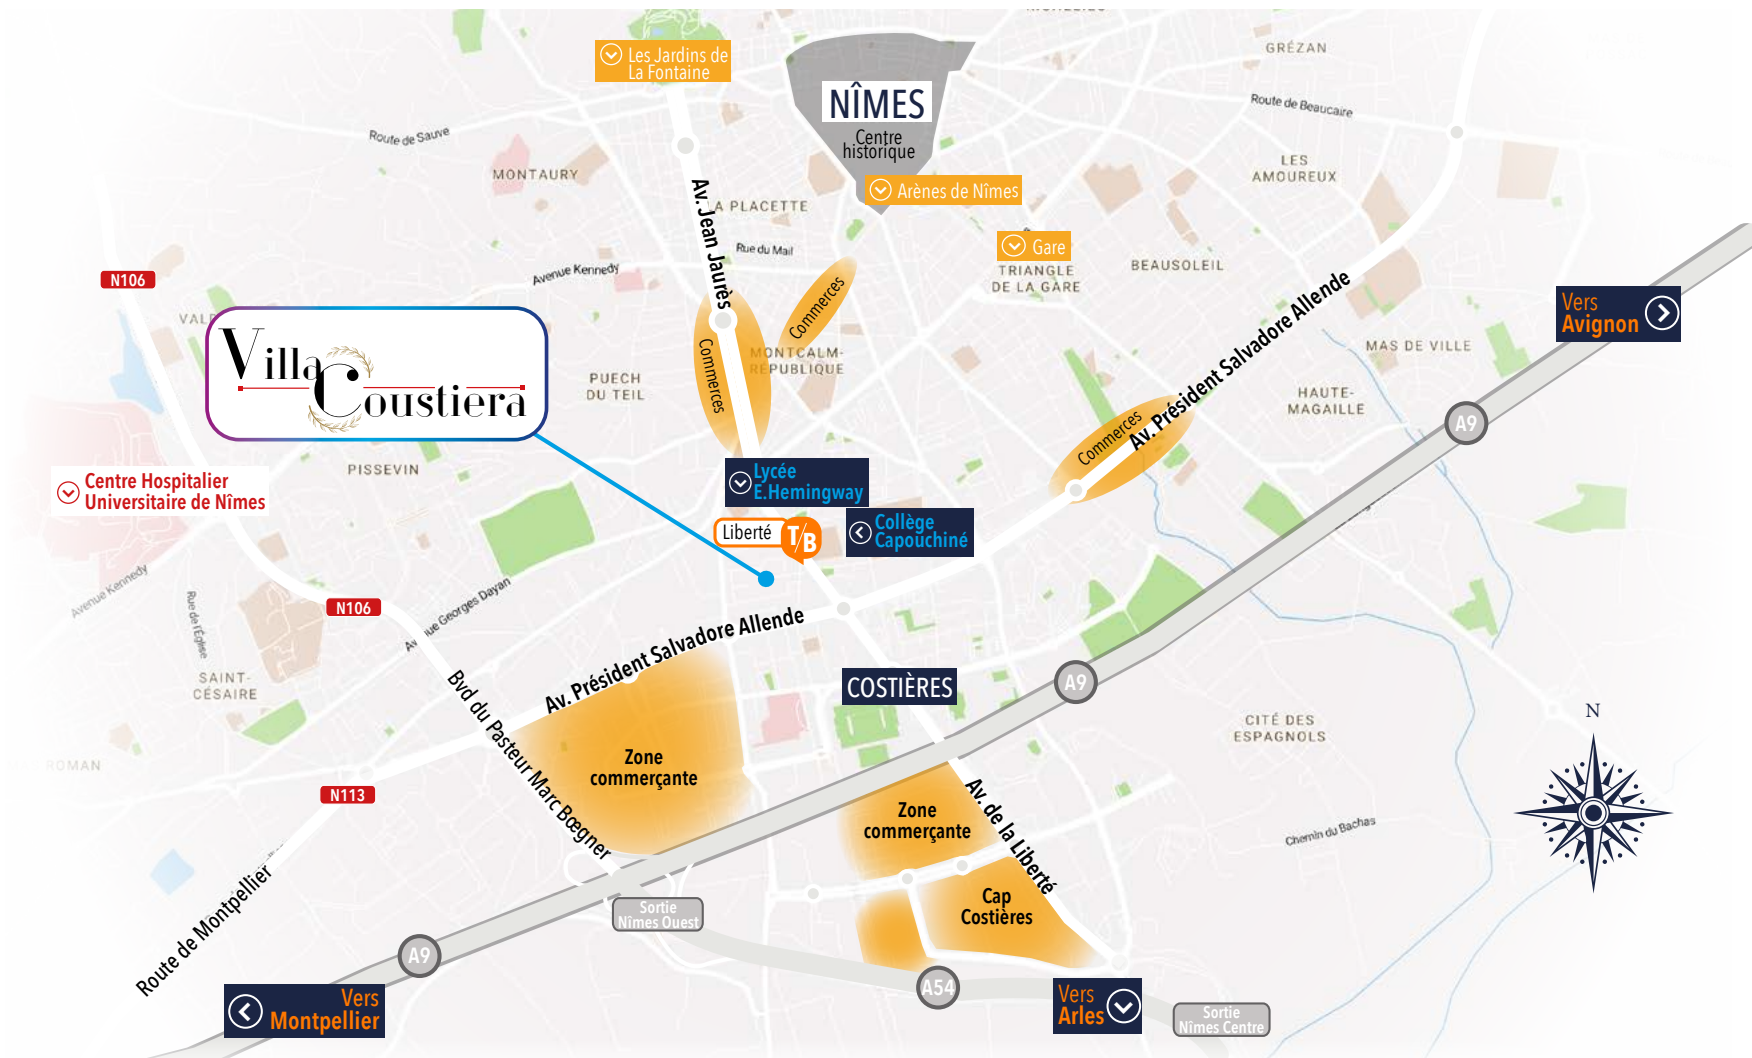 GRÉZAN
Les Jardins de
La Fontaine
NÎMES
Centre
historique
Route de Beaucaire
Route de Sauve
MONTAURY
LES
AMOUREUX
Arènes de Nîmes
Av. Jean Jaurès
A PLACETTE
Rue du Mail
Gare
TRIANGLE
DE LA GARE
BEAUSOLEIL
Avenue Kennedy
N106
Commerces
Av. Président Salvadore Allende
Vers
Avignon
VAL
Villa
Coustiera
MONTCALM-
RÉPUBLIQUE
MAS DE VILLE
PUECH
DU TEIL
Commerces
HAUTE-
MAGAILLE
Commerces
A9
PISSEVIN
Centre Hospitalier
Universitaire de Nîmes
Lycée
E.Hemingway
Liberté
T/B
Collège
Capouchiné
Avenue Kennedy
Rue de l'Église
N106
Avenue Georges Dayan
Av. Président Salvadore Allende
SAINT-
CÉSAIRE
Bvd du Pasteur Marc Bœgner
COSTIÈRES
A9
CITÉ DES
ESPAGNOLS
N
ROMAN
Zone
commerçante
N113
Zone
commerçante
Av. de la Liberté
Chemin du Bachas
Route de Montpellier
Cap
Costières
Sortie
Nîmes Ouest
A9
A54
Vers
Montpellier
Vers
Arles
Sortie
Nîmes Centre